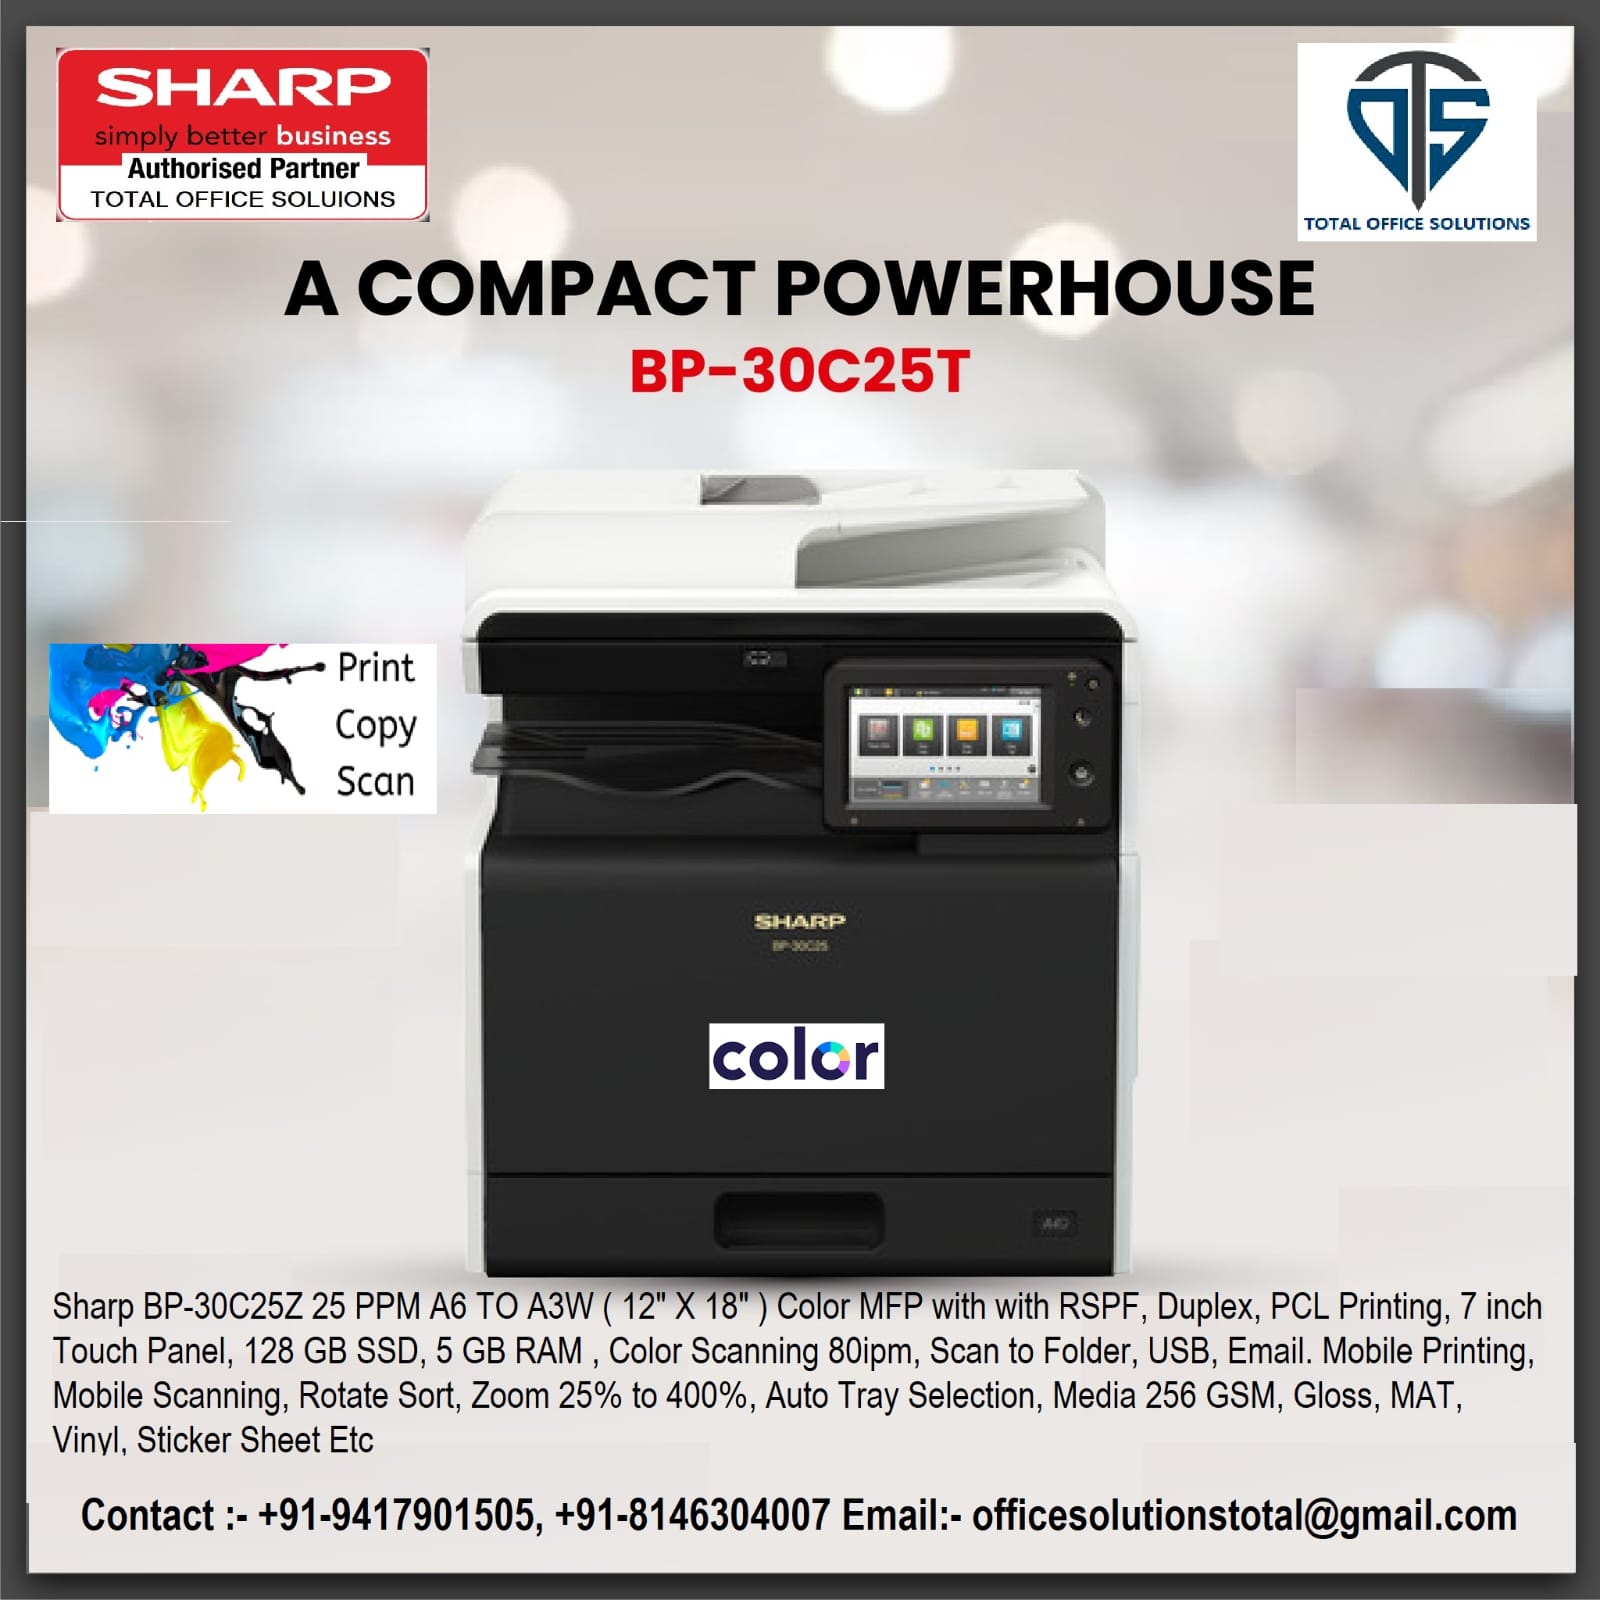 SHARP
simply better business
Authorised Partner
TOTAL OFFICE SOLUIONS
TOTAL OFFICE SOLUTIONS
A COMPACT POWERHOUSE
BP-30C25T
Print
Copy
Scan
SHARP
BP-30C25
color
Sharp BP-30C25Z 25 PPM A6 TO A3W ( 12" X 18" ) Color MFP with with RSPF, Duplex, PCL Printing, 7 inch
Touch Panel, 128 GB SSD, 5 GB RAM , Color Scanning 80ipm, Scan to Folder, USB, Email. Mobile Printing,
Mobile Scanning, Rotate Sort, Zoom 25% to 400%, Auto Tray Selection, Media 256 GSM, Gloss, MAT,
Vinyl, Sticker Sheet Etc
Contact :- +91-9417901505, +91-8146304007 Email:- officesolutionstotal@gmail.com